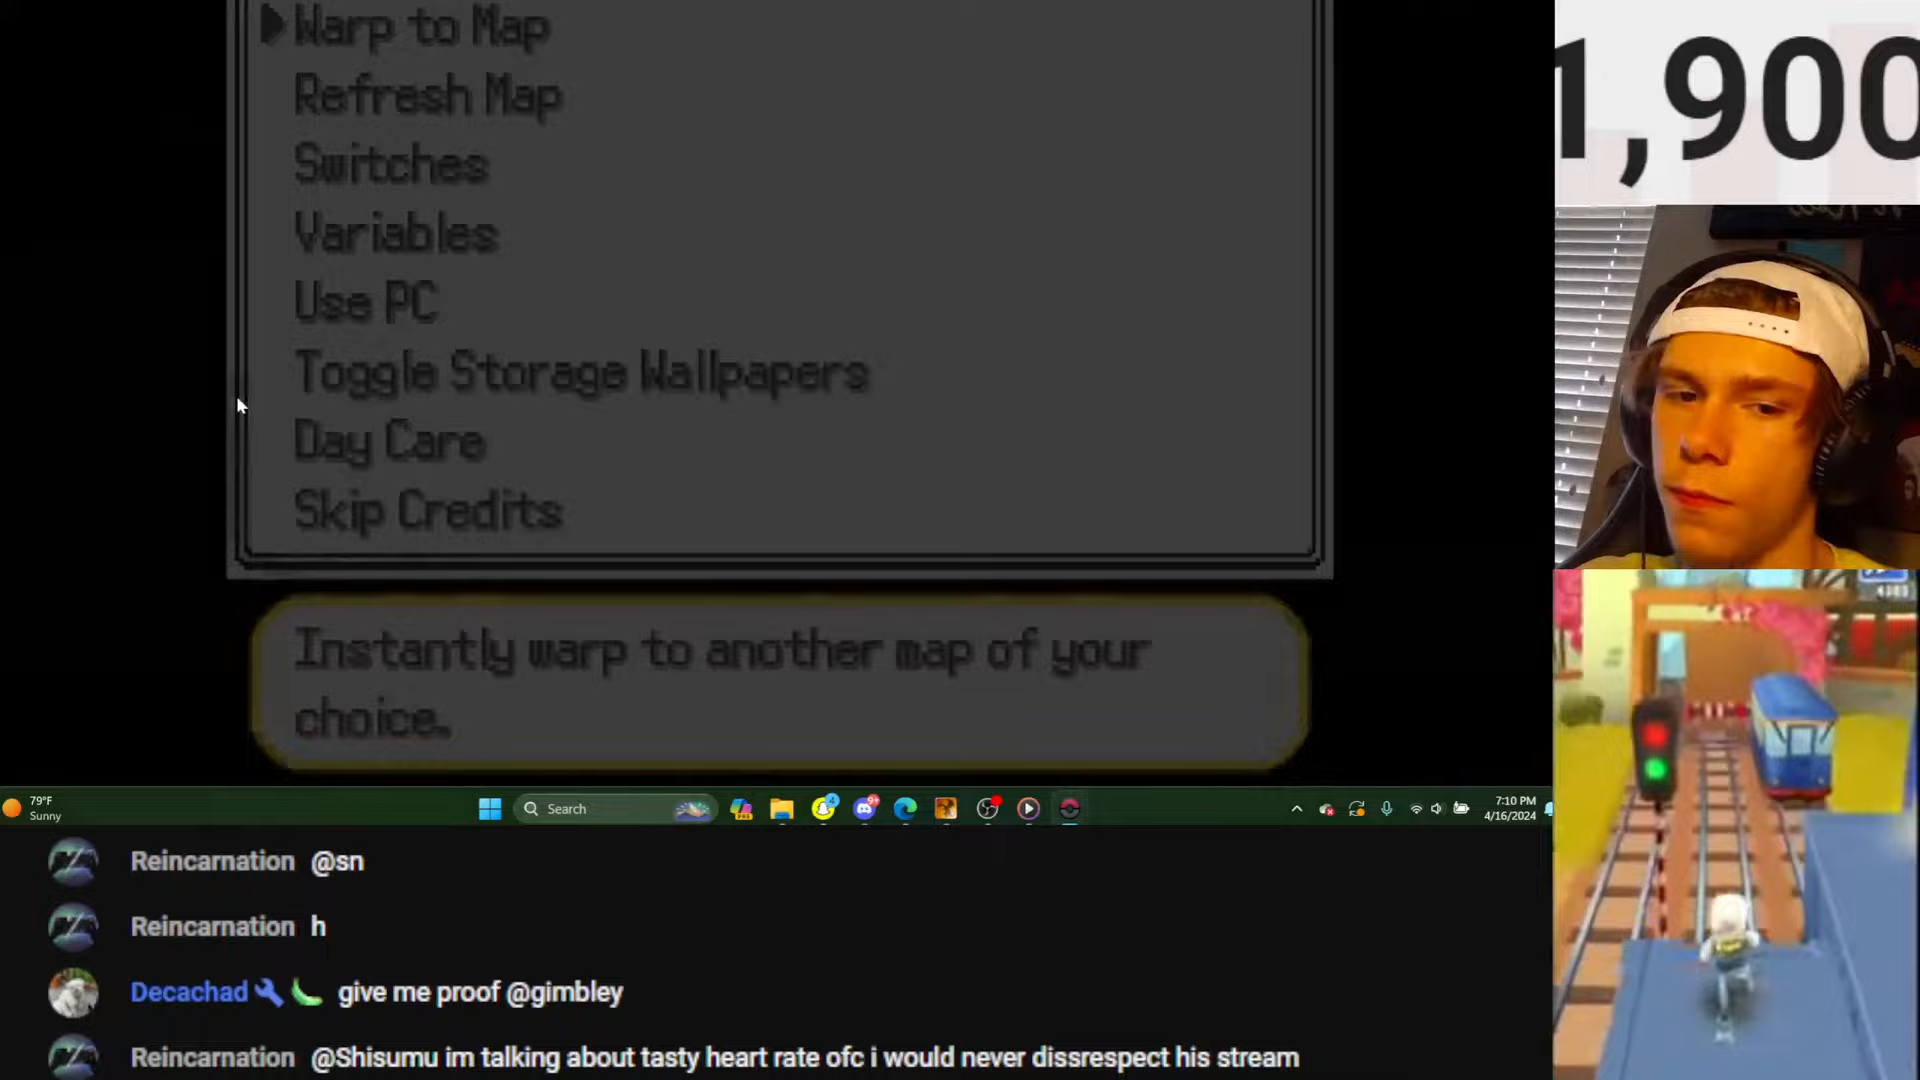 Warp to Map
Refresh Map
Switches
Variables
Use PC
Toggle Storage Wallpapers
Day Care
Skip Credits
Instantly warp to another map of your
choice.
1,900
79°F
Sunny
Search
7:10 PM
4/16/2024
Reincarnation @sn
Reincarnation h
Decachad give me proof @gimbley
Reincarnation @Shisumu im talking about tasty heart rate ofc i would never dissrespect his stream